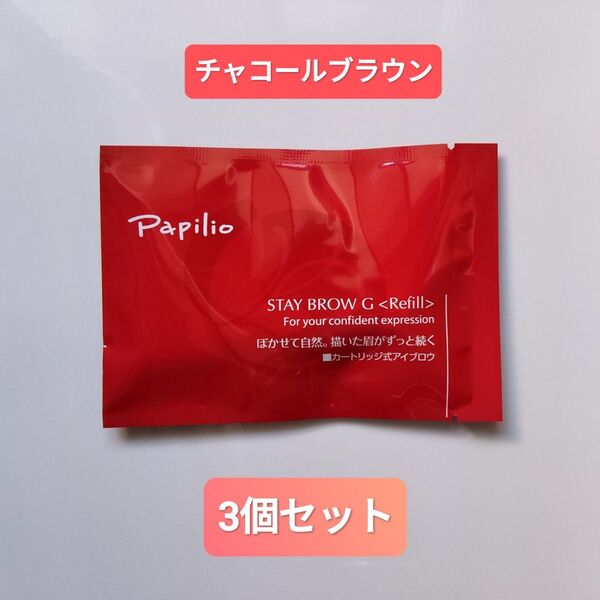 チャコールブラウン
Papilio
STAY BROW G <Refill>
For your confident expression
ぼかせて自然。描いた眉がずっと続く
■カートリッジ式アイブロウ
3個セット